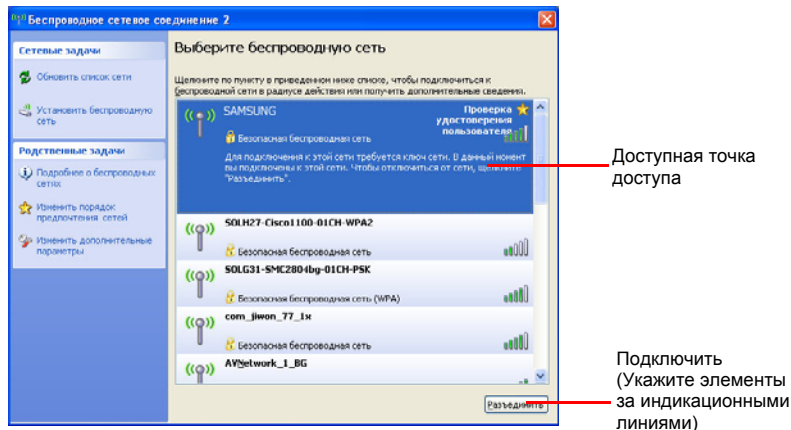 Беспроводное сетевое соединение 2
Сетевые задачи
Обновить список сети
Установить беспроводную
сеть
Родственные задачи
Подробнее о беспроводных
сетях
Изменить порядок
предпочтения сетей
Изменить дополнительные
параметры
Выберите беспроводную сеть
Щелкните по пункту в приведенном ниже списке, чтобы подключиться к
беспроводной сети в радиусе действия или получить дополнительные сведения.
SAMSUNG
Проверка
удостоверения
пользователя
Безопасная беспроводная сеть
Для подключения к этой сети требуется ключ сети. В данный момент
вы подключены к этой сети. Чтобы отключиться от сети, щелкните
"Разъединить".
SOLH27-Cisco1100-01CH-WPA2
Безопасная беспроводная сеть
SOLG31-SMC2804bg-01CH-PSK
Безопасная беспроводная сеть (WPA)
com_jiwon_77_1x
Безопасная беспроводная сеть
AVNetwork_1_BG
Разъединить
Доступная точка
доступа
Подключить
(Укажите элементы
за индикационными
линиями)